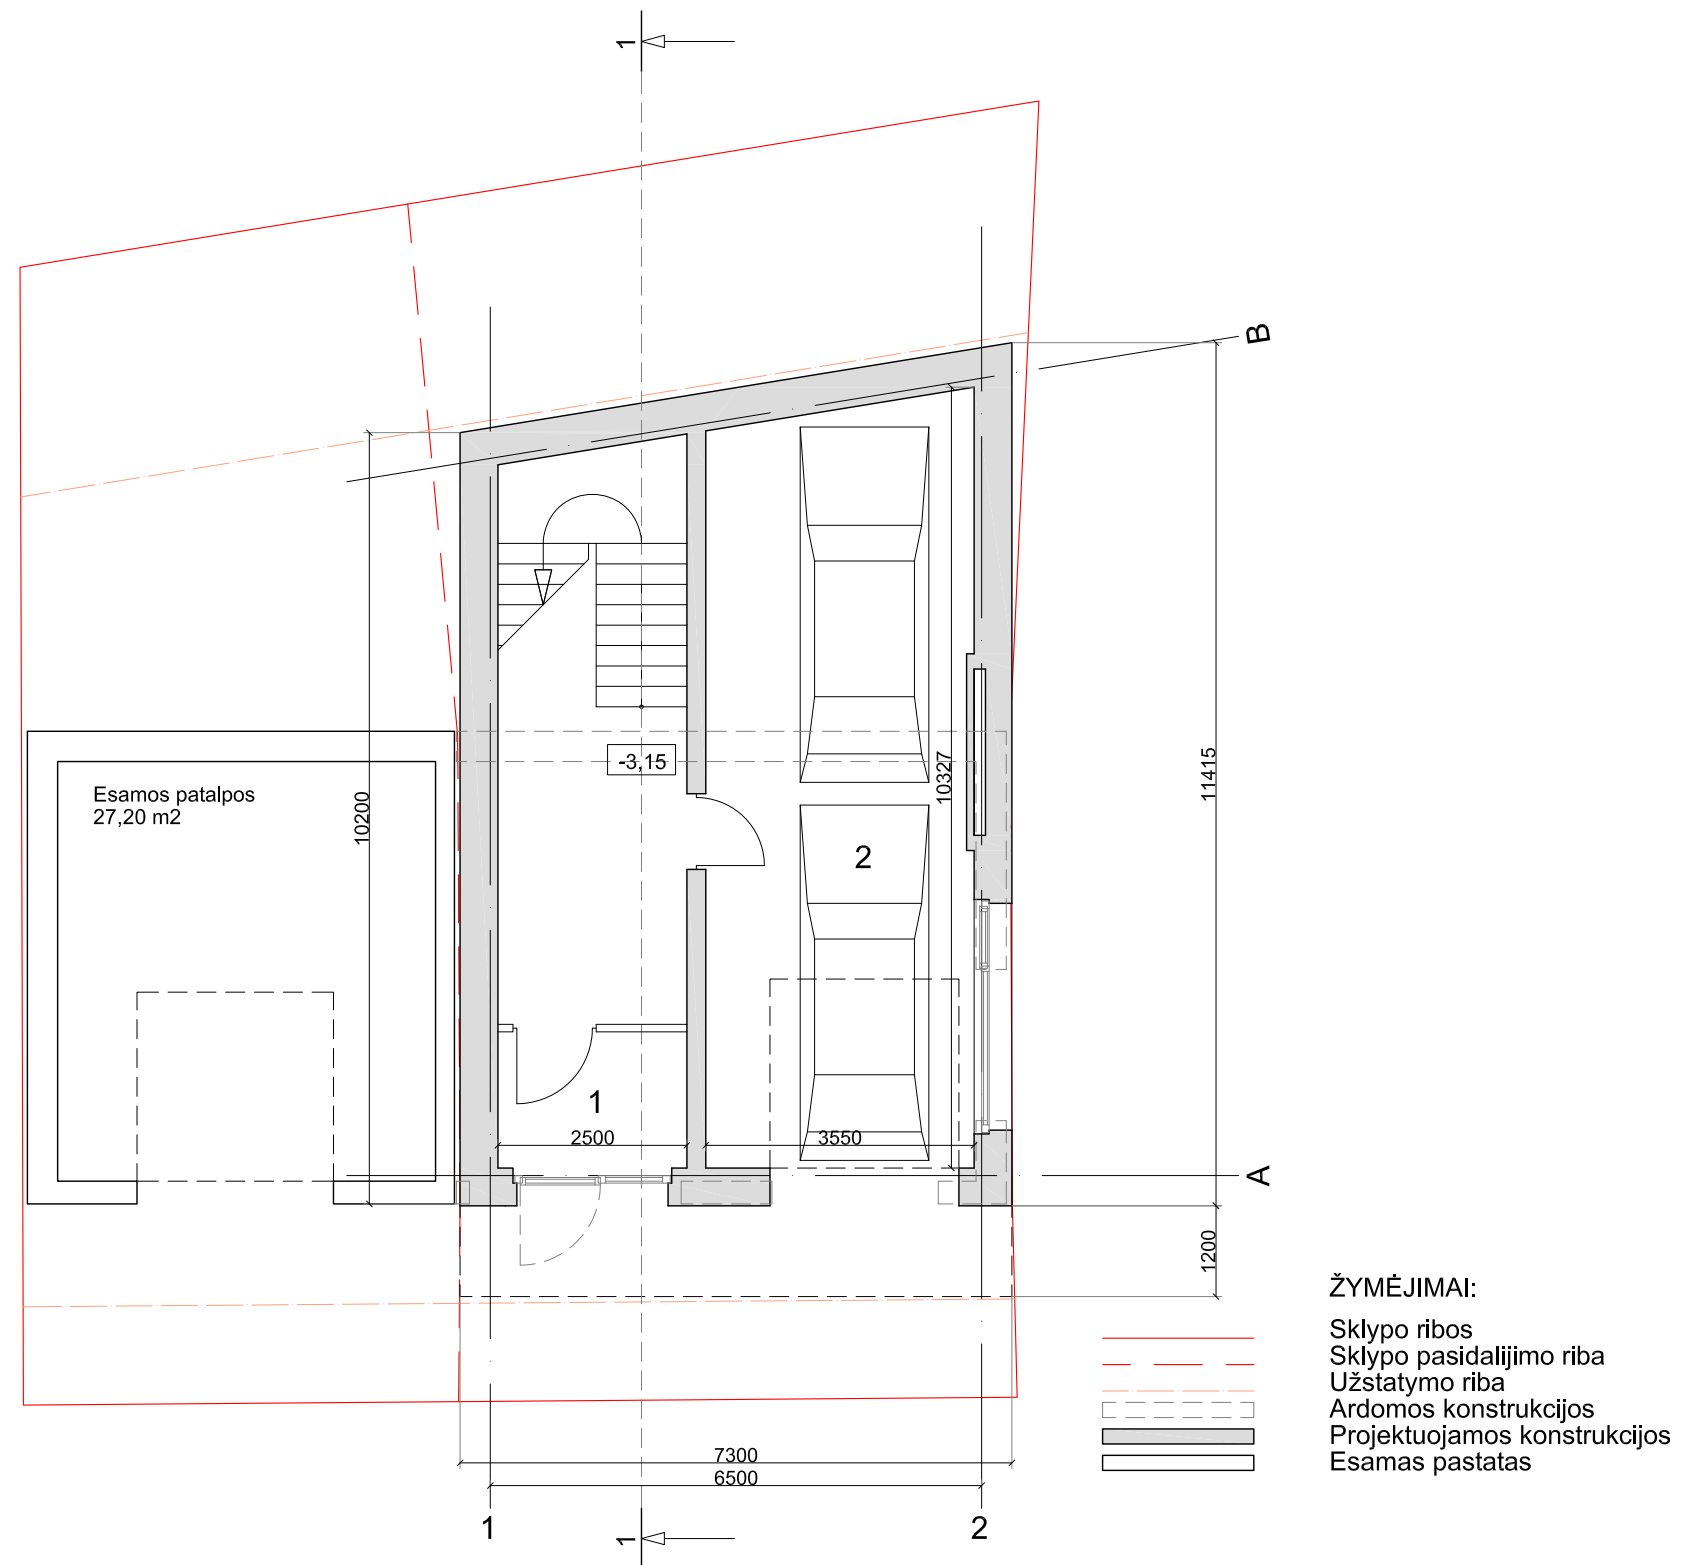 1
B
-3,15
10327
11415
Esamos patalpos
27,20 m2
10200
2
1
2500
3550
A
1200
ŽYMĖJIMAI:
Sklypo ribos
Sklypo pasidalijimo riba
Užstatymo riba
Ardomos konstrukcijos
Projektuojamos konstrukcijos
Esamas pastatas
7300
6500
1
1
2